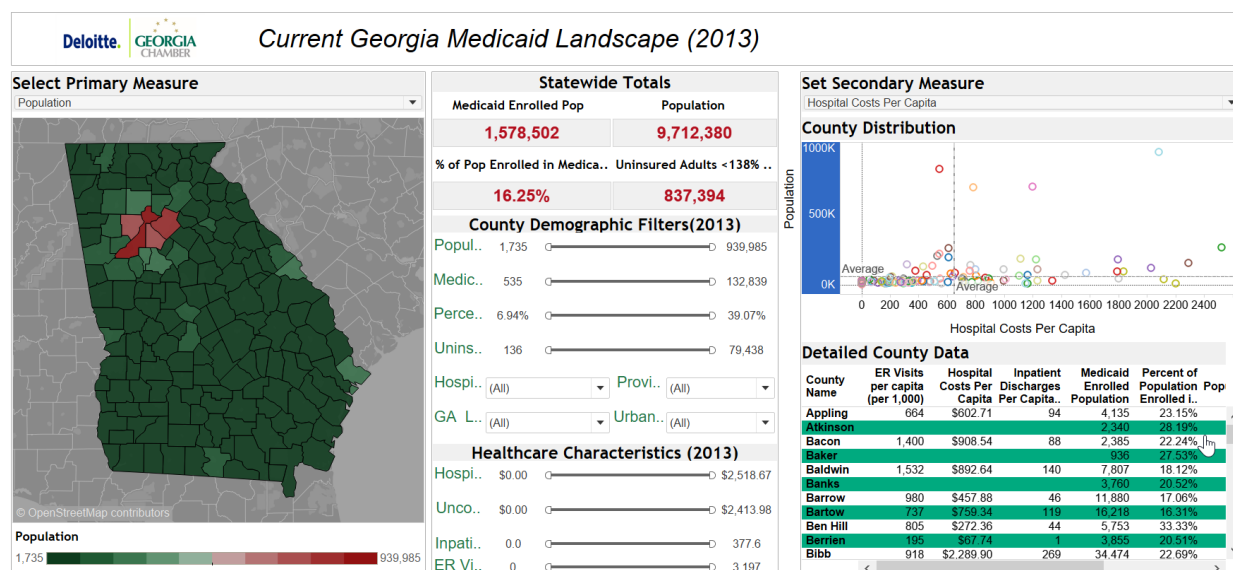 Deloitte. GEORGIA CHAMBER
Current Georgia Medicaid Landscape (2013)
Select Primary Measure
Population
© OpenStreetMap contributors
Population
1,735 939,985
Statewide Totals
Medicaid Enrolled Pop Population
1,578,502 9,712,380
% of Pop Enrolled in Medica.. Uninsured Adults <138% ..
16.25% 837,394
County Demographic Filters(2013)
Popul.. 1,735 939,985
Medic.. 535 132,839
Perce.. 6.94% 39.07%
Unins.. 136 79,438
Hospi.. (All) Provi.. (All)
GA L.. (All) Urban.. (All)
Healthcare Characteristics (2013)
Hospi.. $0.00 $2,518.67
Unco.. $0.00 $2,413.98
Inpati.. 0.0 377.6
ER Vi.. 0 3,197
Set Secondary Measure
Hospital Costs Per Capita
County Distribution
Population
1000K
500K
0K
Average
Average
0 200 400 600 800 1000 1200 1400 1600 1800 2000 2200 2400
Hospital Costs Per Capita
Detailed County Data
County Name ER Visits per capita (per 1,000) Hospital Costs Per Capita Inpatient Discharges Per Capita.. Medicaid Enrolled Population Percent of Population Enrolled i.. Pop
Appling 664 $602.71 94 4,135 23.15%
Atkinson 2,340 28.19%
Bacon 1,400 $908.54 88 2,385 22.24%
Baker 936 27.53%
Baldwin 1,532 $892.64 140 7,807 18.12%
Banks 3,760 20.52%
Barrow 980 $457.88 46 11,880 17.06%
Bartow 737 $759.34 119 16,218 16.31%
Ben Hill 805 $272.36 44 5,753 33.33%
Berrien 195 $67.74 1 3,855 20.51%
Bibb 918 $2,289.90 269 34,474 22.69%